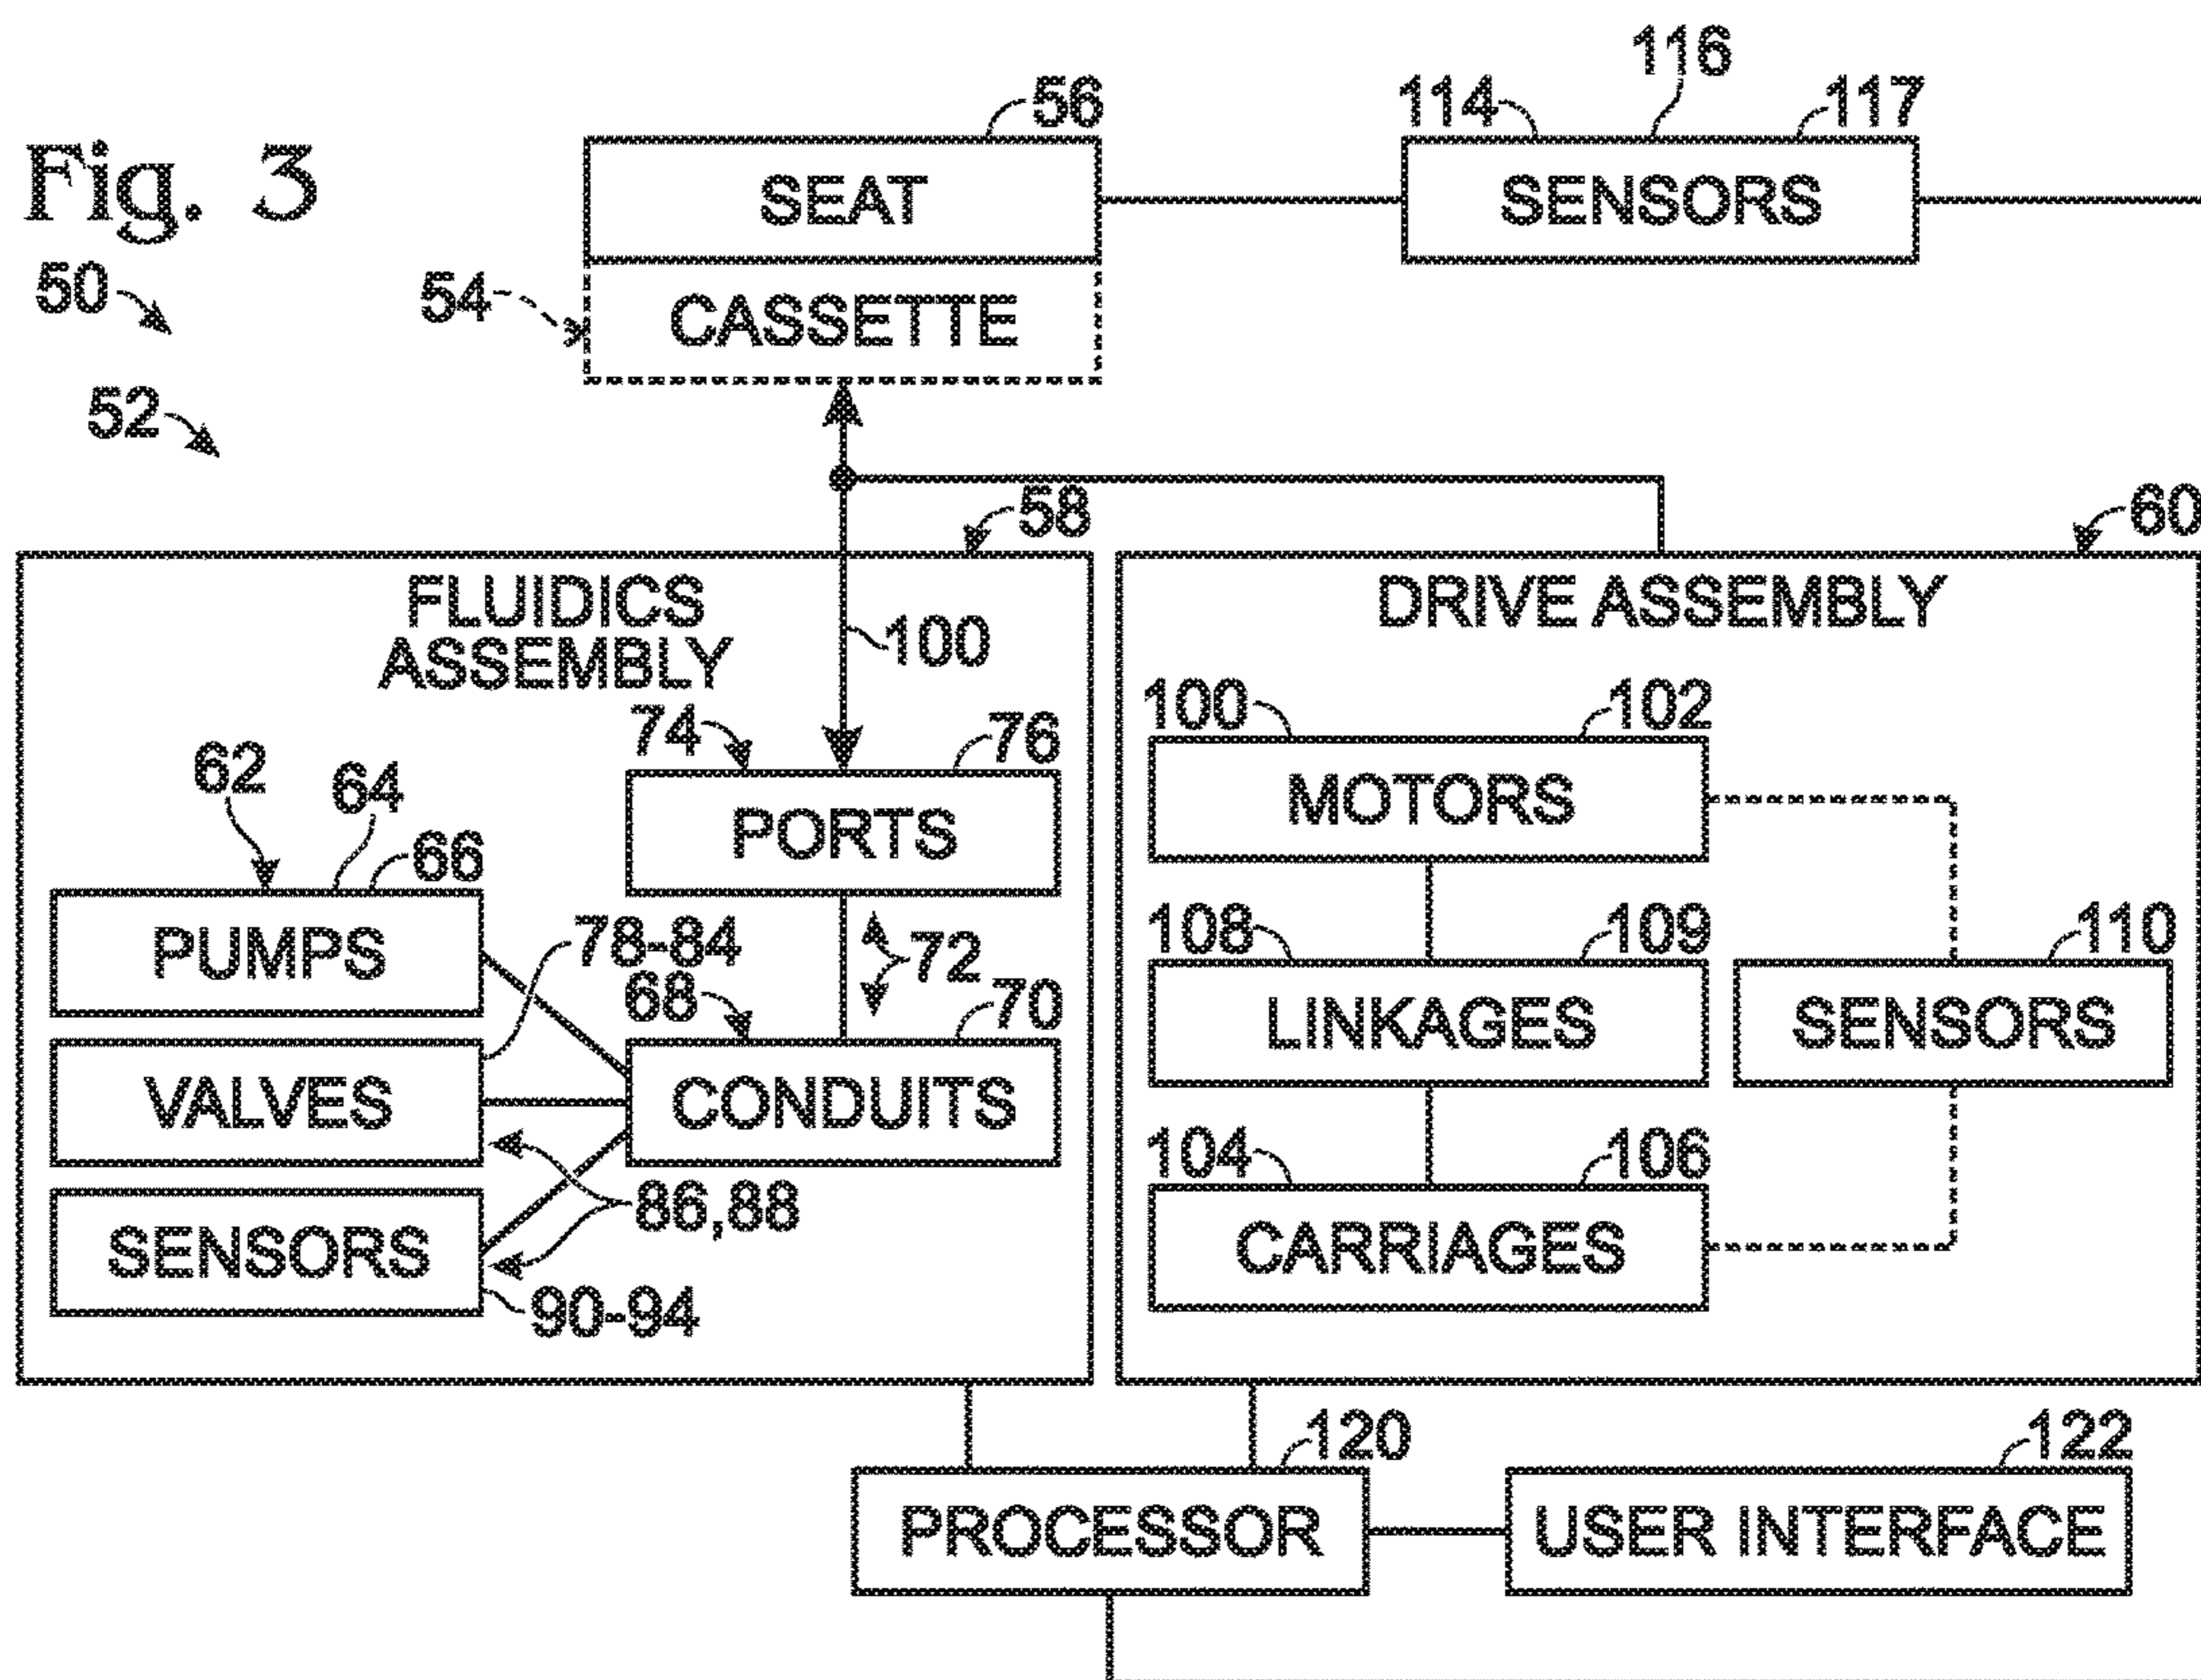 Fig. 3
50
52
56
SEAT
54
CASSETTE
114
116
117
SENSORS
58
FLUIDICS
ASSEMBLY
100
74
76
PORTS
62
64
66
PUMPS
78-84
72
68
70
VALVES
CONDUITS
86,88
SENSORS
90-94
60
DRIVE ASSEMBLY
100
102
MOTORS
108
109
110
LINKAGES
SENSORS
104
106
CARRIAGES
120
PROCESSOR
122
USER INTERFACE